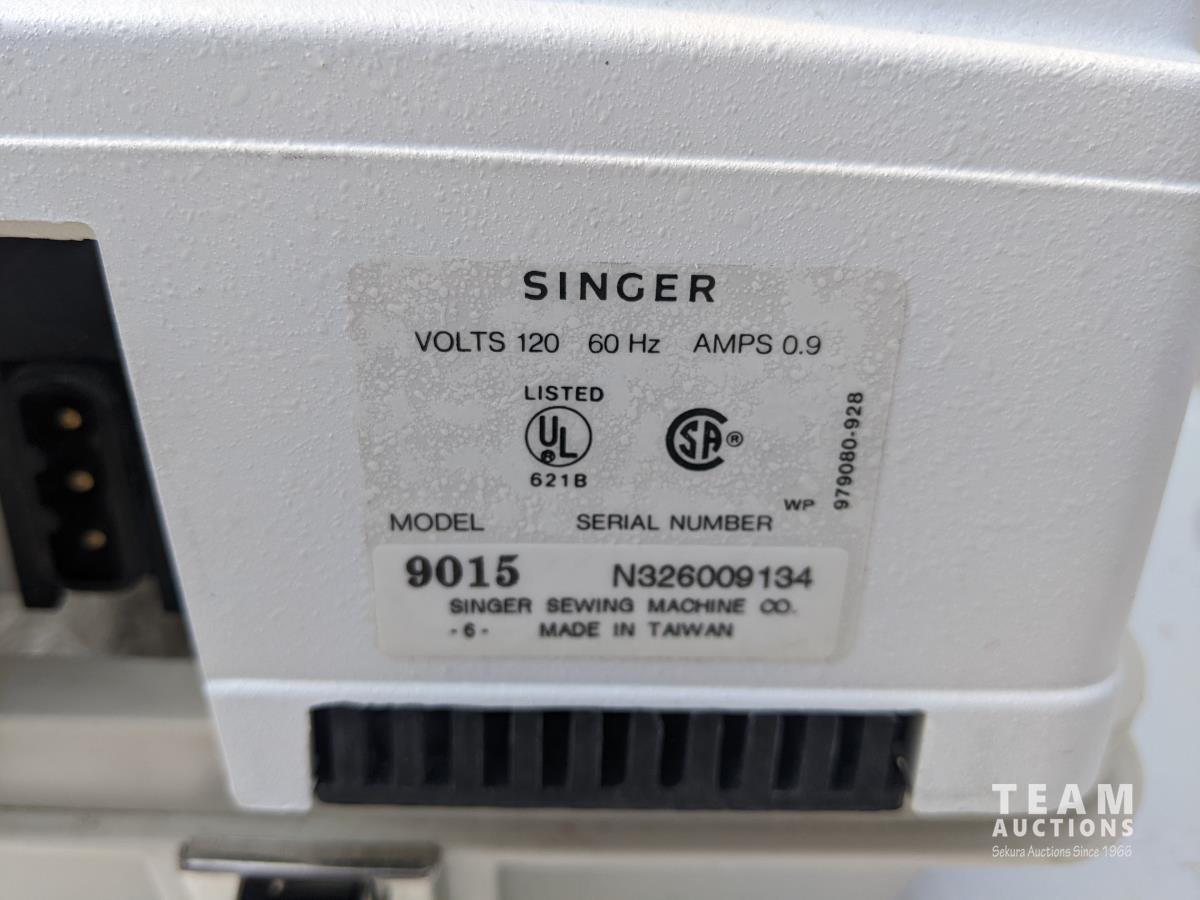 SINGER
VOLTS 120 60 Hz AMPS 0.9
LISTED
UL®
621B
SA®
WP
979080-928
MODEL SERIAL NUMBER
9015 N326009134
SINGER SEWING MACHINE CO.
- 6 - MADE IN TAIWAN
TEAM
AUCTIONS
Sekura Auctions Since 1966